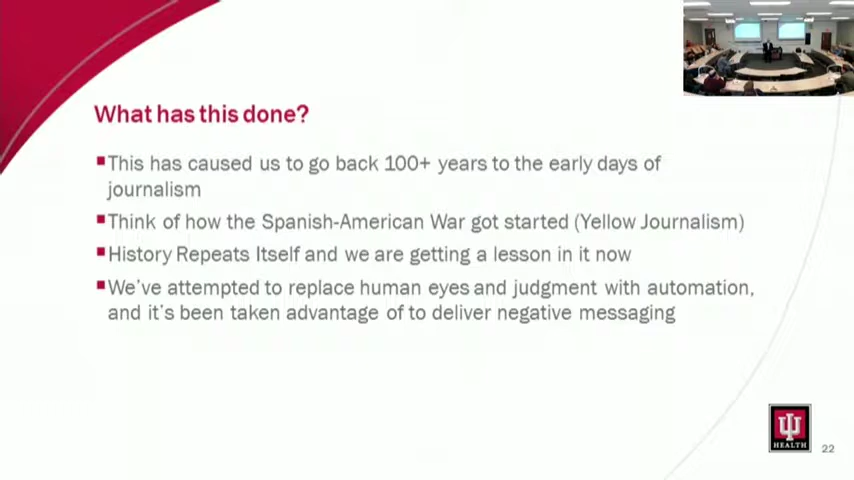 What has this done?
This has caused us to go back 100+ years to the early days of
journalism
Think of how the Spanish-American War got started (Yellow Journalism)
History Repeats Itself and we are getting a lesson in it now
We've attempted to replace human eyes and judgment with automation,
and it's been taken advantage of to deliver negative messaging
IU
HEALTH
22